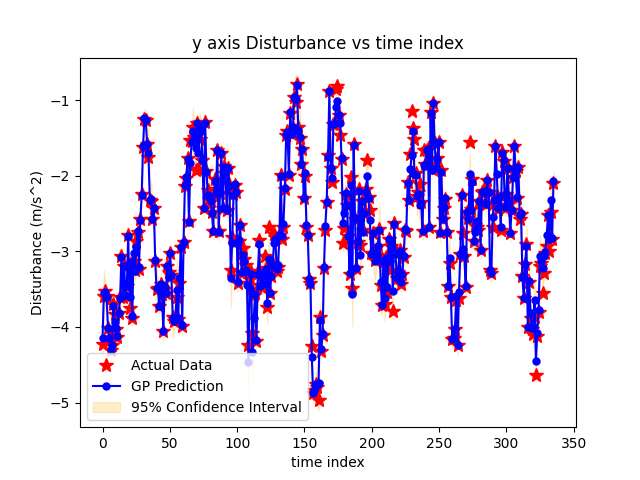 y axis Disturbance vs time index
Disturbance (m/s^2)
−1
−2
−3
−4
−5
Actual Data
GP Prediction
95% Confidence Interval
0 50 100 150 200 250 300 350
time index